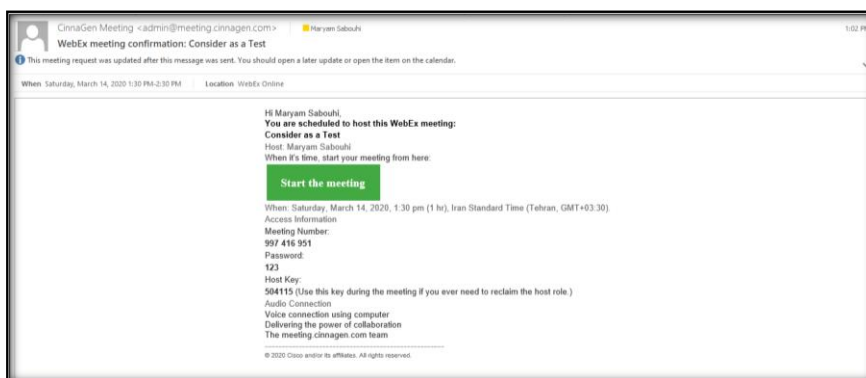 CinnaGen Meeting <admin@meeting.cinnagen.com> Maryam Sabouhi 1:02 PM
WebEx meeting confirmation: Consider as a Test
This meeting request was updated after this message was sent. You should open a later update or open the item on the calendar.
When Saturday, March 14, 2020 1:30 PM-2:30 PM Location WebEx Online
Hi Maryam Sabouhi,
You are scheduled to host this WebEx meeting:
Consider as a Test
Host: Maryam Sabouhi
When it's time, start your meeting from here:
Start the meeting
When: Saturday, March 14, 2020, 1:30 pm (1 hr), Iran Standard Time (Tehran, GMT+03:30).
Access Information
Meeting Number:
997 416 951
Password:
123
Host Key:
504115 (Use this key during the meeting if you ever need to reclaim the host role.)
Audio Connection
Voice connection using computer
Delivering the power of collaboration
The meeting.cinnagen.com team
© 2020 Cisco and/or its affiliates. All rights reserved.